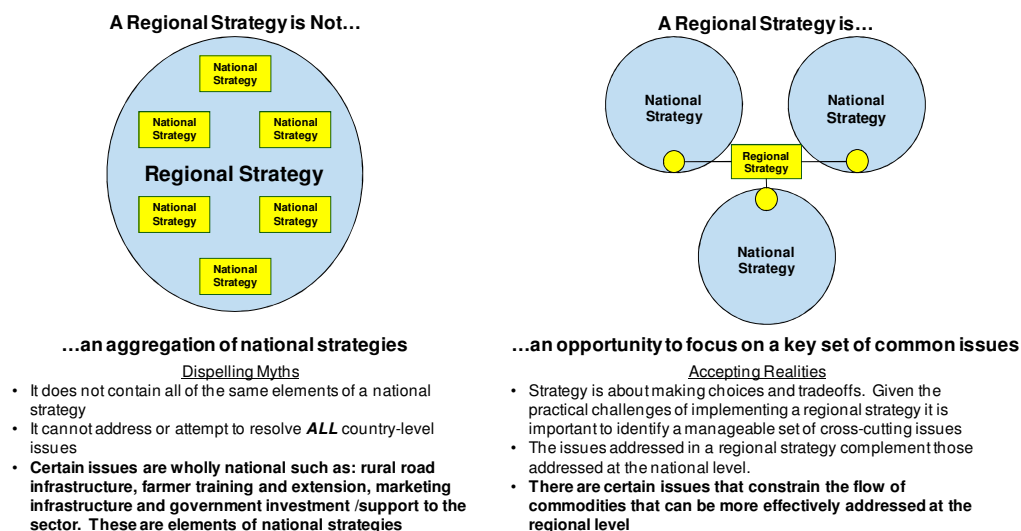 A Regional Strategy is Not…
National
Strategy
National
Strategy
National
Strategy
Regional Strategy
National
Strategy
National
Strategy
National
Strategy
…an aggregation of national strategies
Dispelling Myths
• It does not contain all of the same elements of a national
strategy
• It cannot address or attempt to resolve ALL country-level
issues
• Certain issues are wholly national such as: rural road
infrastructure, farmer training and extension, marketing
infrastructure and government investment /support to the
sector. These are elements of national strategies
A Regional Strategy is…
National
Strategy
National
Strategy
Regional
Strategy
National
Strategy
…an opportunity to focus on a key set of common issues
Accepting Realities
• Strategy is about making choices and tradeoffs. Given the
practical challenges of implementing a regional strategy it is
important to identify a manageable set of cross-cutting issues
• The issues addressed in a regional strategy complement those
addressed at the national level.
• There are certain issues that constrain the flow of
commodities that can be more effectively addressed at the
regional level